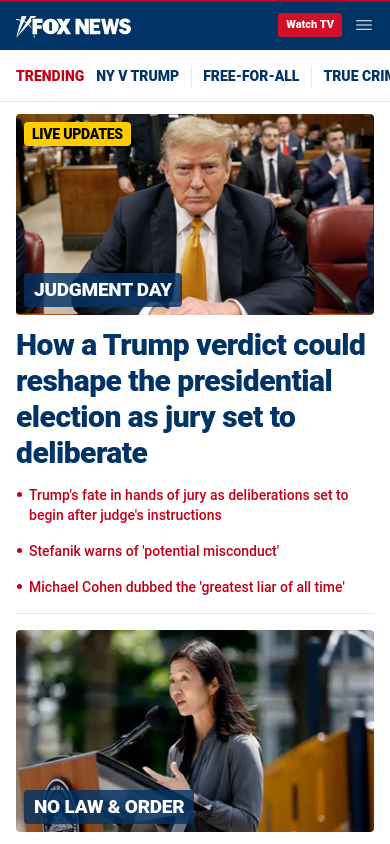 FOX NEWS
Watch TV
TRENDING NY V TRUMP FREE-FOR-ALL TRUE CRIM
LIVE UPDATES
JUDGMENT DAY
How a Trump verdict could
reshape the presidential
election as jury set to
deliberate
Trump's fate in hands of jury as deliberations set to
begin after judge's instructions
Stefanik warns of 'potential misconduct'
Michael Cohen dubbed the 'greatest liar of all time'
NO LAW & ORDER